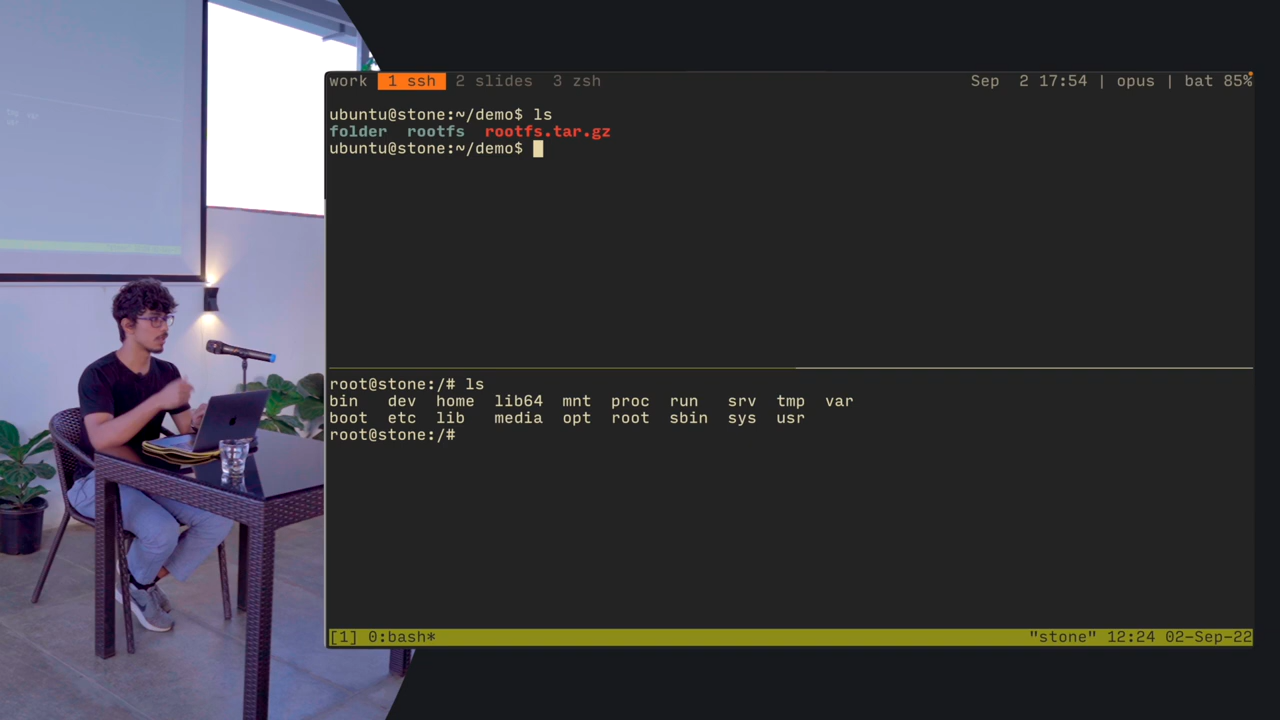 work 1 ssh 2 slides 3 zsh Sep 2 17:54 | opus | bat 85%
ubuntu@stone:~/demo$ ls
folder rootfs rootfs.tar.gz
ubuntu@stone:~/demo$
root@stone:/# ls
bin dev home lib64 mnt proc run srv tmp var
boot etc lib media opt root sbin sys usr
root@stone:/#
[1] 0:bash* "stone" 12:24 02-Sep-22